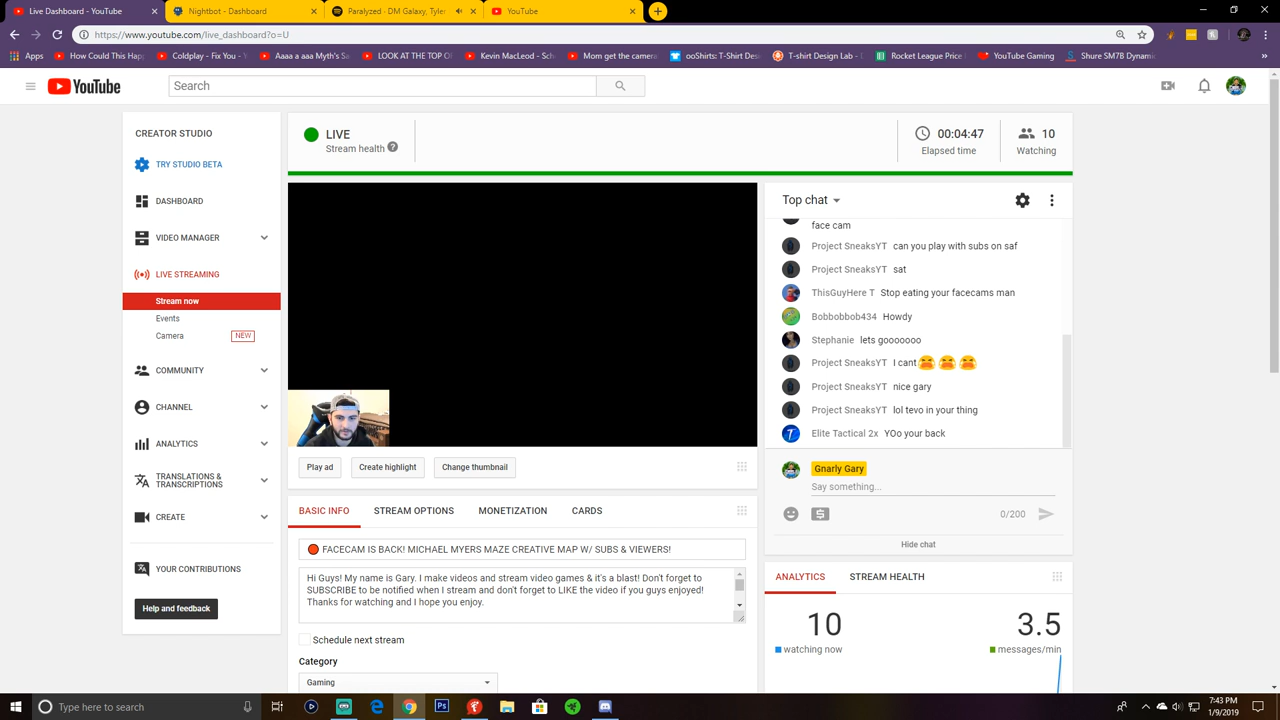 Live Dashboard - YouTube
Nightbot - Dashboard
Paralyzed - DM Galaxy, Tyler
YouTube
https://www.youtube.com/live_dashboard?o=U
Apps
How Could This Hap
Coldplay - Fix You - Y
Aaaa a aaa Myth's Sa
LOOK AT THE TOP O
Kevin MacLeod - Sch
Mom get the camera
ooShirts: T-Shirt Des
T-shirt Design Lab - C
Rocket League Price
YouTube Gaming
Shure SM7B Dynami
YouTube
Search
CREATOR STUDIO
TRY STUDIO BETA
DASHBOARD
VIDEO MANAGER
LIVE STREAMING
Stream now
Events
Camera
NEW
COMMUNITY
CHANNEL
ANALYTICS
TRANSLATIONS &
TRANSCRIPTIONS
CREATE
YOUR CONTRIBUTIONS
Help and feedback
LIVE
Stream health
00:04:47
Elapsed time
10
Watching
Play ad
Create highlight
Change thumbnail
BASIC INFO
STREAM OPTIONS
MONETIZATION
CARDS
FACECAM IS BACK! MICHAEL MYERS MAZE CREATIVE MAP W/ SUBS & VIEWERS!
Hi Guys! My name is Gary. I make videos and stream video games & it's a blast! Don't forget to
SUBSCRIBE to be notified when I stream and don't forget to LIKE the video if you guys enjoyed!
Thanks for watching and I hope you enjoy.
Schedule next stream
Category
Gaming
Top chat
face cam
Project SneaksYT can you play with subs on saf
Project SneaksYT sat
ThisGuyHere T Stop eating your facecams man
Bobbobbob434 Howdy
Stephanie lets gooooooo
Project SneaksYT I cant
Project SneaksYT nice gary
Project SneaksYT lol tevo in your thing
Elite Tactical 2x YOo your back
Gnarly Gary
Say something...
0/200
Hide chat
ANALYTICS
STREAM HEALTH
10
watching now
3.5
messages/min
Type here to search
7:43 PM
1/9/2019